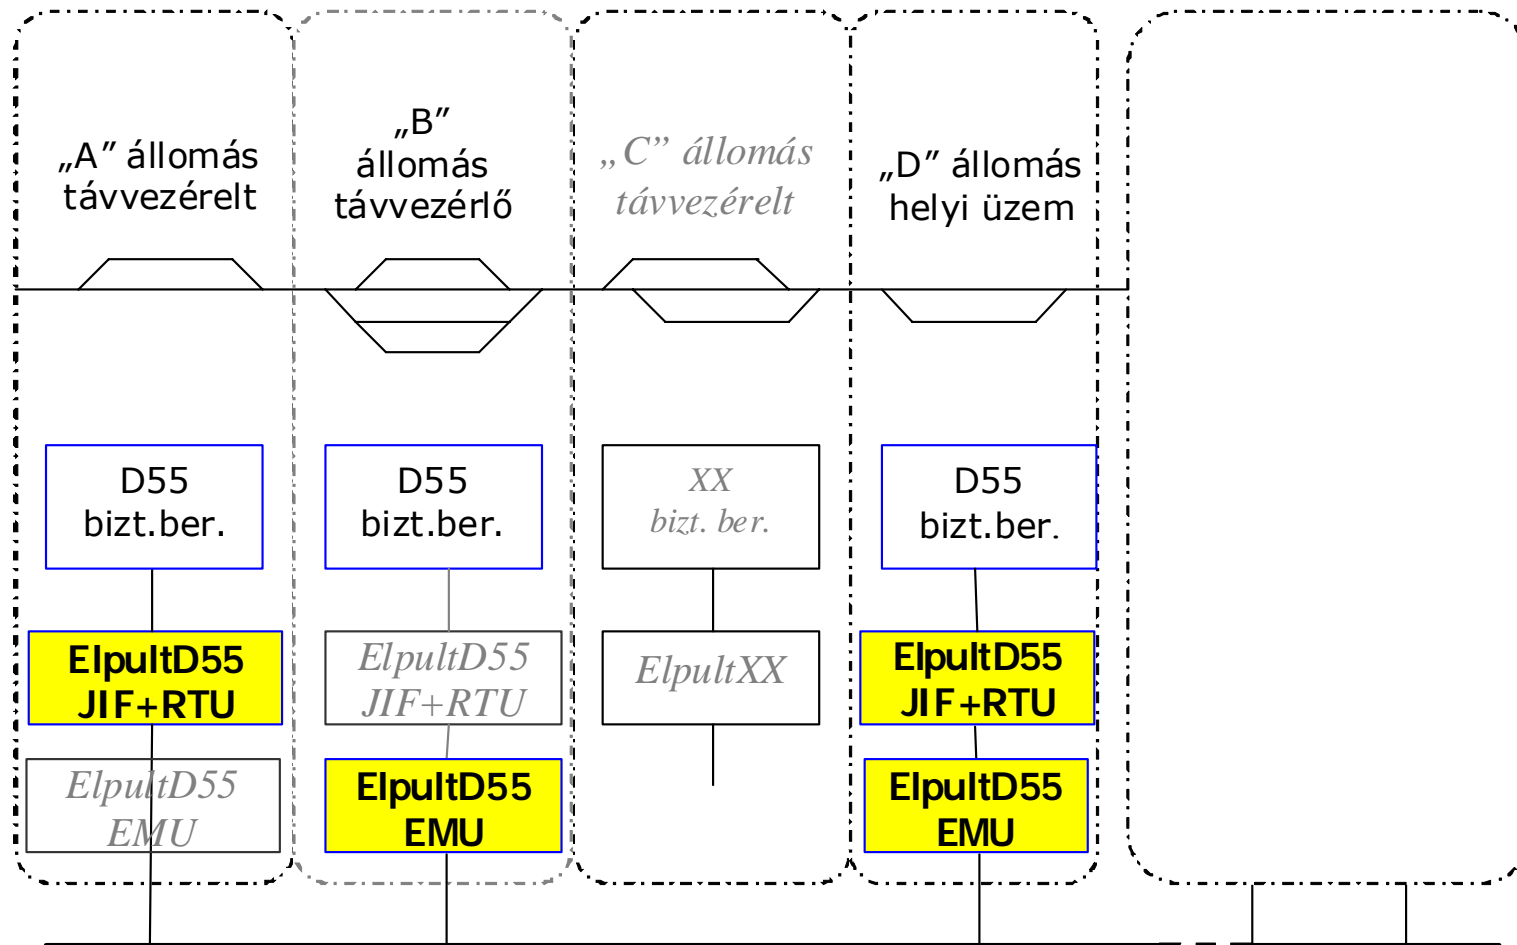 „A” állomás
távvezérelt
„B”
állomás
távvezérlő
„C” állomás
távvezérelt
„D” állomás
helyi üzem
D55
bizt.ber.
D55
bizt.ber.
XX
bizt. ber.
D55
bizt.ber.
ElpultD55
JIF+RTU
ElpultD55
JIF+RTU
ElpultXX
ElpultD55
JIF+RTU
ElpultD55
EMU
ElpultD55
EMU
ElpultD55
EMU